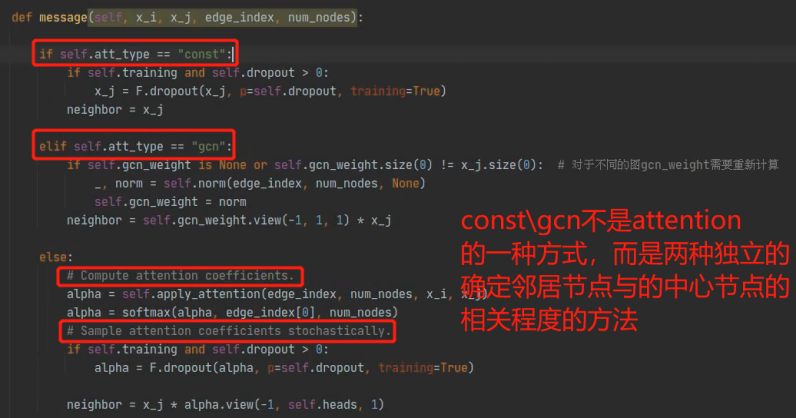 def message(self, x_i, x_j, edge_index, num_nodes):
if self.att_type == "const":
if self.training and self.dropout > 0:
x_j = F.dropout(x_j, p=self.dropout, training=True)
neighbor = x_j
elif self.att_type == "gcn":
if self.gcn_weight is None or self.gcn_weight.size(0) != x_j.size(0):  # 对于不同的图gcn_weight需要重新计算
_, norm = self.norm(edge_index, num_nodes, None)
self.gcn_weight = norm
neighbor = self.gcn_weight.view(-1, 1, 1) * x_j
const\gcn不是attention
的一种方式，而是两种独立的
确定邻居节点与的中心节点的
相关程度的方法
else:
# Compute attention coefficients.
alpha = self.apply_attention(edge_index, num_nodes, x_i, x_j)
alpha = softmax(alpha, edge_index[0], num_nodes)
# Sample attention coefficients stochastically.
if self.training and self.dropout > 0:
alpha = F.dropout(alpha, p=self.dropout, training=True)
neighbor = x_j * alpha.view(-1, self.heads, 1)